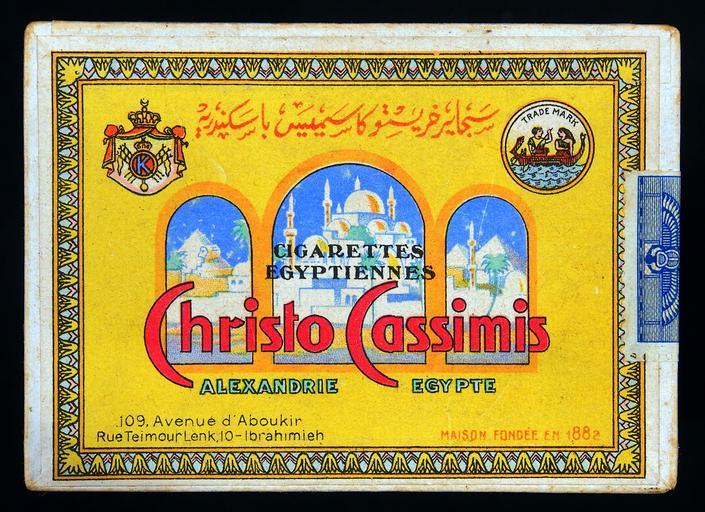 سجاير خريستو كاسيميس باسكندرية
TRADE MARK
K
CIGARETTES
EGYPTIENNES
Christo Cassimis
ALEXANDRIE EGYPTE
109, Avenue d'Aboukir
Rue Teimour Lenk, 10 - Ibrahimieh
MAISON FONDÉE EN 1882